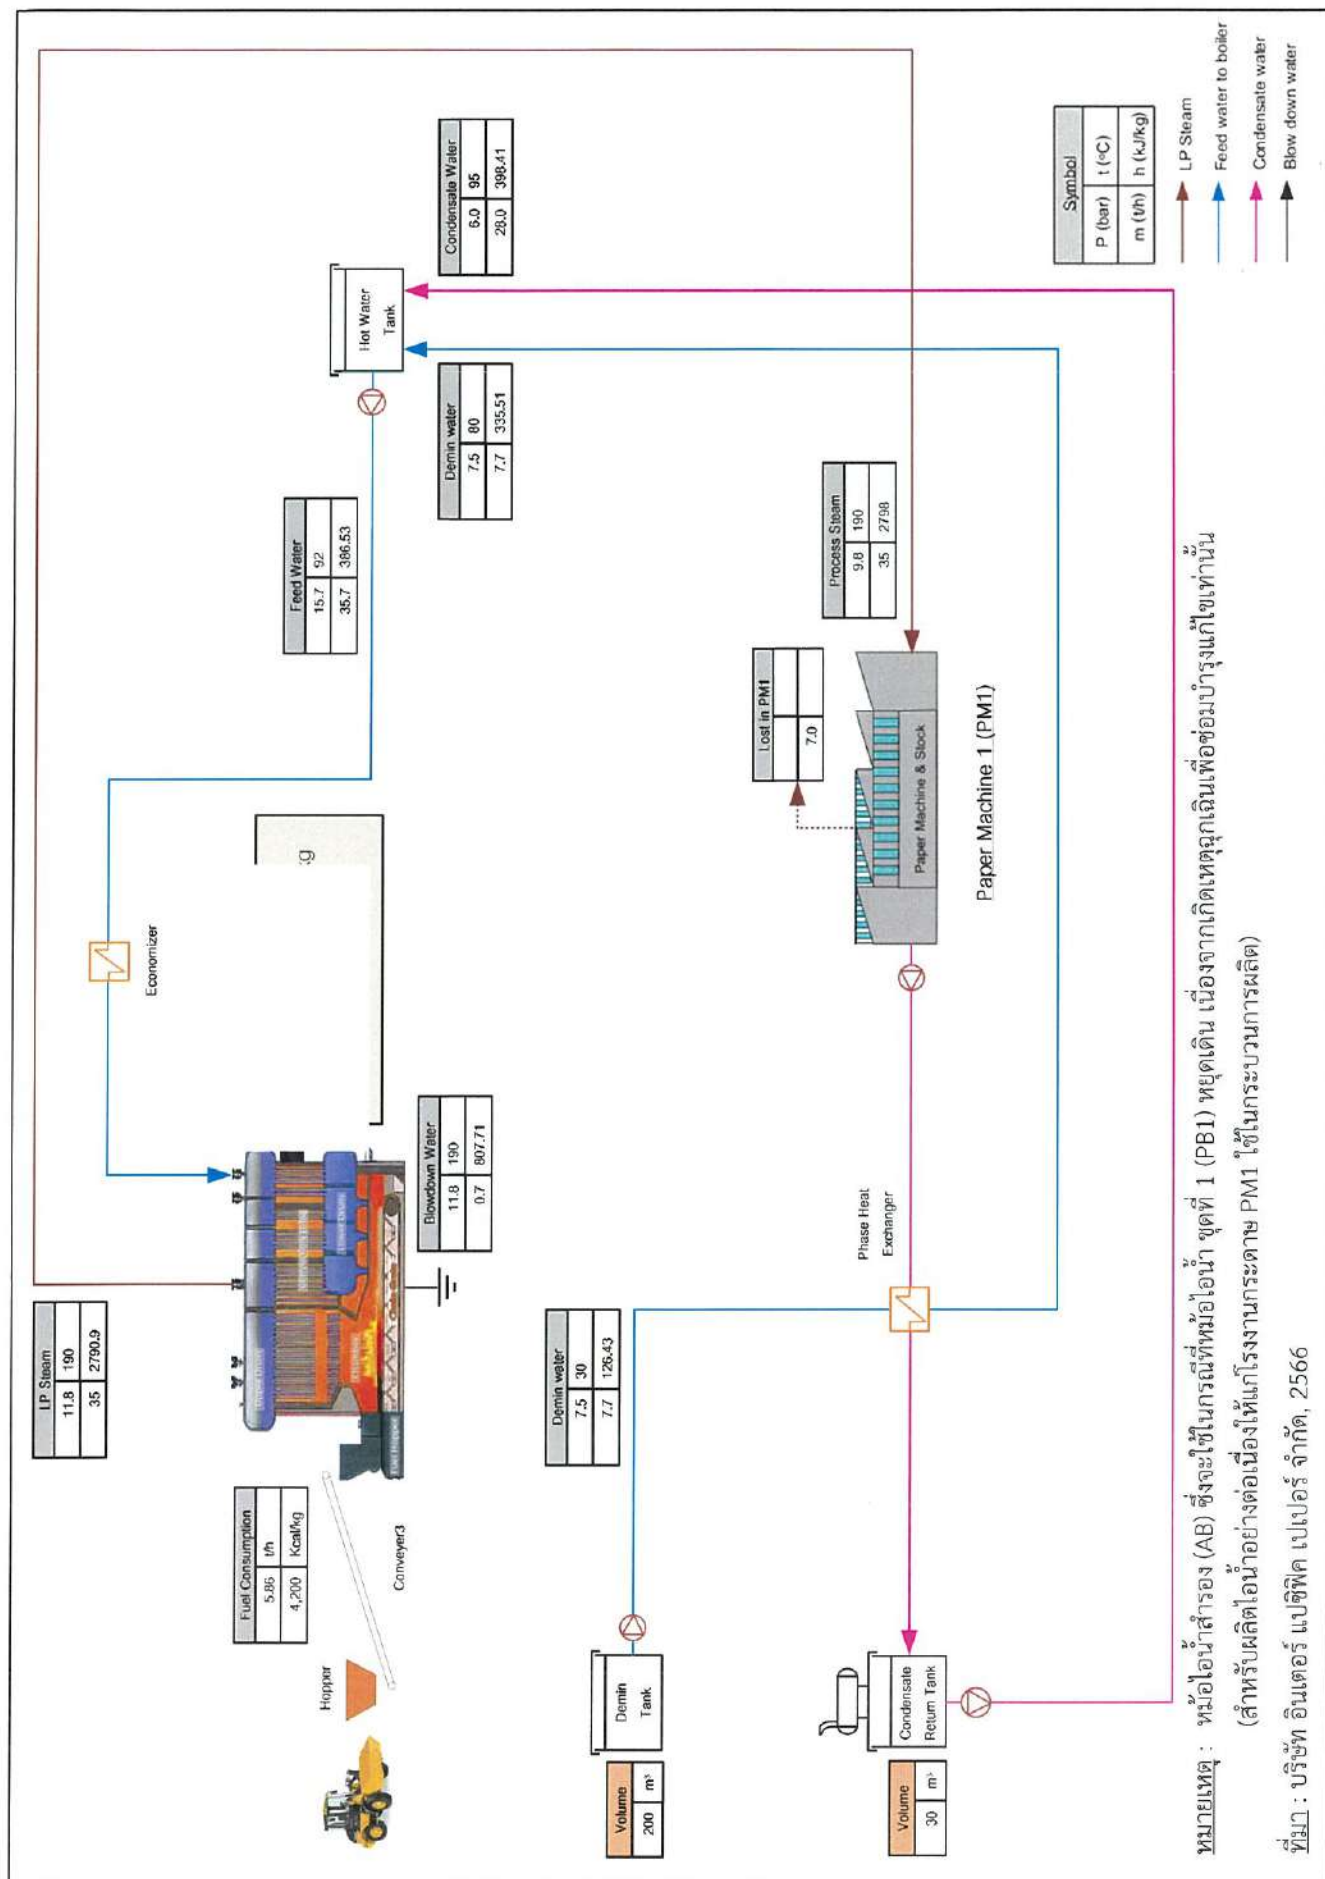 LP Steam
11.8 190
35 2790.9
Fuel Consumption
5.86 t/h
4,200 Kcal/kg
Hopper
Conveyer3
Fuel Hopper
Blowdown Water
11.8 190
0.7 807.71
Economizer
Feed Water
15.7 92
35.7 386.53
Hot Water
Tank
Condensate Water
6.0 95
28.0 398.41
Demin water
7.5 80
7.7 335.51
Demin water
7.5 30
7.7 126.43
Demin
Tank
Volume
200 m³
Phase Heat
Exchanger
Lost in PM1
7.0
Process Steam
9.8 190
35 2798
Paper Machine & Stock
Paper Machine 1 (PM1)
Condensate
Return Tank
Volume
30 m³
Symbol
P (bar) t (°C)
m (t/h) h (kJ/kg)
LP Steam
Feed water to boiler
Condensate water
Blow down water
หมายเหตุ : หม้อไอน้ำสำรอง (AB) ซึ่งจะใช้ในกรณีที่หม้อไอน้ำ ชุดที่ 1 (PB1) หยุดเดิน เนื่องจากเกิดเหตุฉุกเฉินเพื่อซ่อมบำรุงแก้ไขเท่านั้น
(สำหรับผลิตไอน้ำอย่างต่อเนื่องให้แก่โรงงานกระดาษ PM1 ใช้ในกระบวนการผลิต)
ที่มา : บริษัท อินเตอร์ แปซิฟิค เปเปอร์ จำกัด, 2566